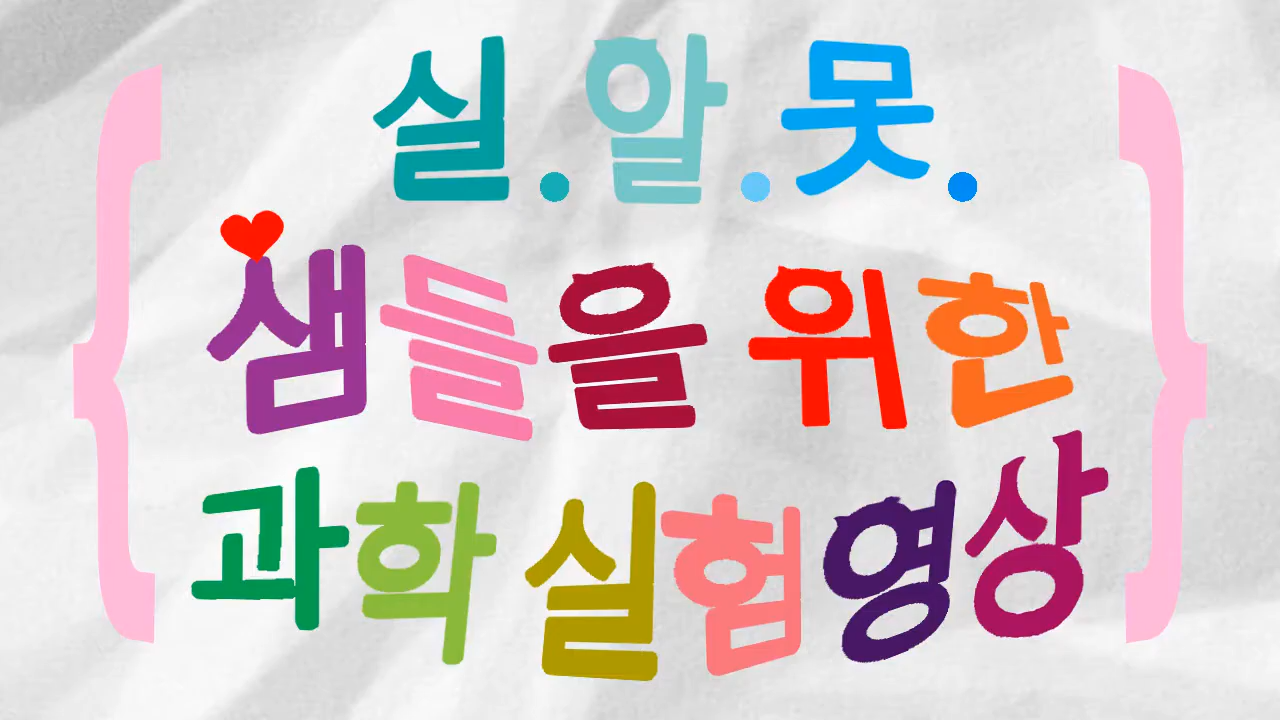 실.알.못.
샘들을 위한
과학 실험영상